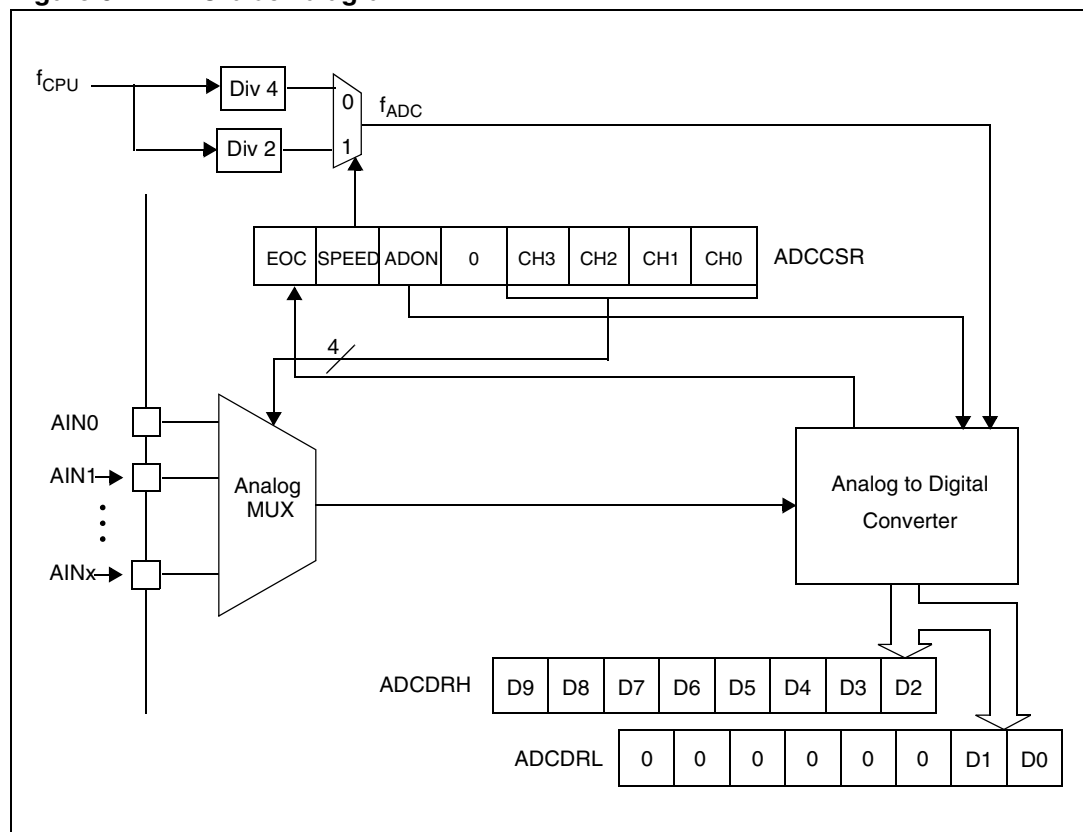 f_CPU
Div 4
0
f_ADC
Div 2
1
EOC SPEED ADON 0 CH3 CH2 CH1 CH0 ADCCSR
4
AIN0
AIN1
AINx
Analog
MUX
Analog to Digital
Converter
ADCDRH D9 D8 D7 D6 D5 D4 D3 D2
ADCDRL 0 0 0 0 0 0 D1 D0